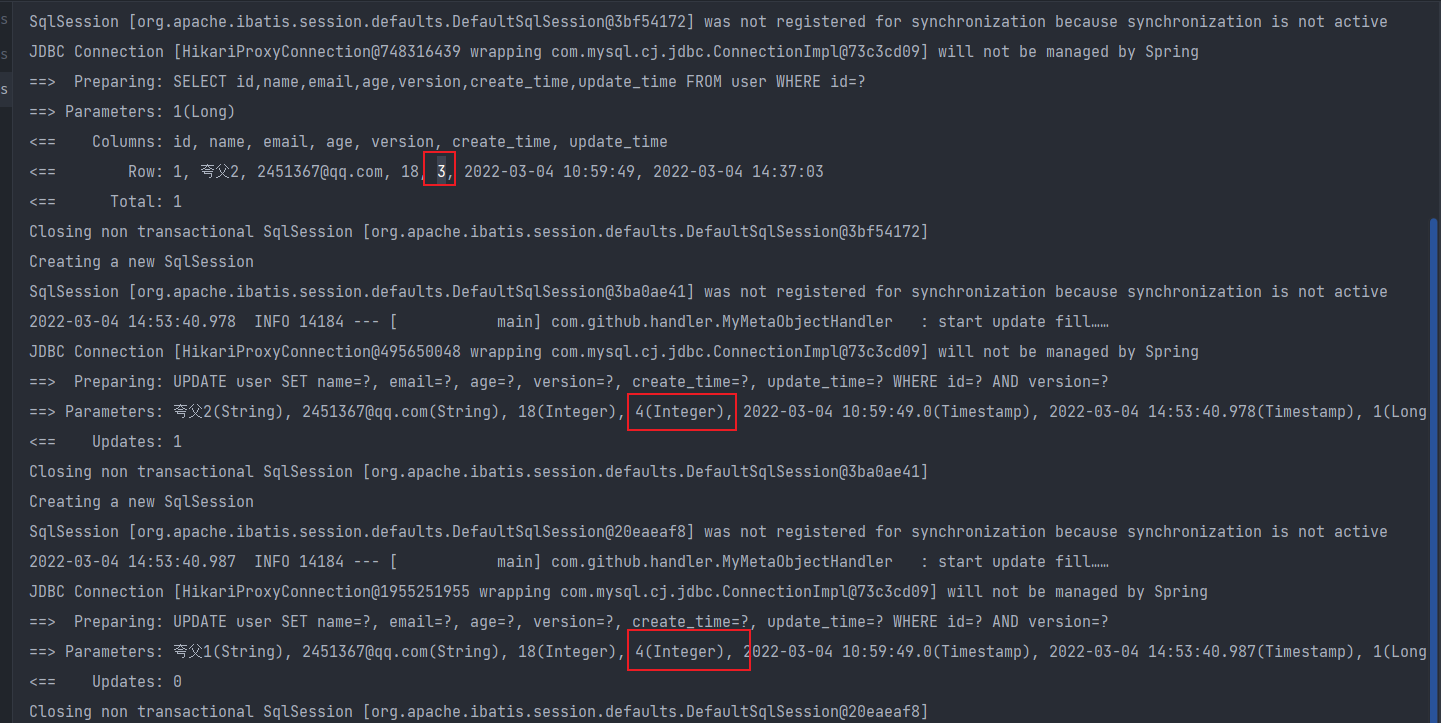 s
SqlSession [org.apache.ibatis.session.defaults.DefaultSqlSession@3bf54172] was not registered for synchronization because synchronization is not active
s
JDBC Connection [HikariProxyConnection@748316439 wrapping com.mysql.cj.jdbc.ConnectionImpl@73c3cd09] will not be managed by Spring
==>  Preparing: SELECT id,name,email,age,version,create_time,update_time FROM user WHERE id=?
s
==> Parameters: 1(Long)
<==    Columns: id, name, email, age, version, create_time, update_time
<==        Row: 1, 夸父2, 2451367@qq.com, 18, 3, 2022-03-04 10:59:49, 2022-03-04 14:37:03
<==      Total: 1
Closing non transactional SqlSession [org.apache.ibatis.session.defaults.DefaultSqlSession@3bf54172]
Creating a new SqlSession
SqlSession [org.apache.ibatis.session.defaults.DefaultSqlSession@3ba0ae41] was not registered for synchronization because synchronization is not active
2022-03-04 14:53:40.978  INFO 14184 --- [           main] com.github.handler.MyMetaObjectHandler   : start update fill……
JDBC Connection [HikariProxyConnection@495650048 wrapping com.mysql.cj.jdbc.ConnectionImpl@73c3cd09] will not be managed by Spring
==>  Preparing: UPDATE user SET name=?, email=?, age=?, version=?, create_time=?, update_time=? WHERE id=? AND version=?
==> Parameters: 夸父2(String), 2451367@qq.com(String), 18(Integer), 4(Integer), 2022-03-04 10:59:49.0(Timestamp), 2022-03-04 14:53:40.978(Timestamp), 1(Long
<==    Updates: 1
Closing non transactional SqlSession [org.apache.ibatis.session.defaults.DefaultSqlSession@3ba0ae41]
Creating a new SqlSession
SqlSession [org.apache.ibatis.session.defaults.DefaultSqlSession@20eaeaf8] was not registered for synchronization because synchronization is not active
2022-03-04 14:53:40.987  INFO 14184 --- [           main] com.github.handler.MyMetaObjectHandler   : start update fill……
JDBC Connection [HikariProxyConnection@1955251955 wrapping com.mysql.cj.jdbc.ConnectionImpl@73c3cd09] will not be managed by Spring
==>  Preparing: UPDATE user SET name=?, email=?, age=?, version=?, create_time=?, update_time=? WHERE id=? AND version=?
==> Parameters: 夸父1(String), 2451367@qq.com(String), 18(Integer), 4(Integer), 2022-03-04 10:59:49.0(Timestamp), 2022-03-04 14:53:40.987(Timestamp), 1(Long
<==    Updates: 0
Closing non transactional SqlSession [org.apache.ibatis.session.defaults.DefaultSqlSession@20eaeaf8]